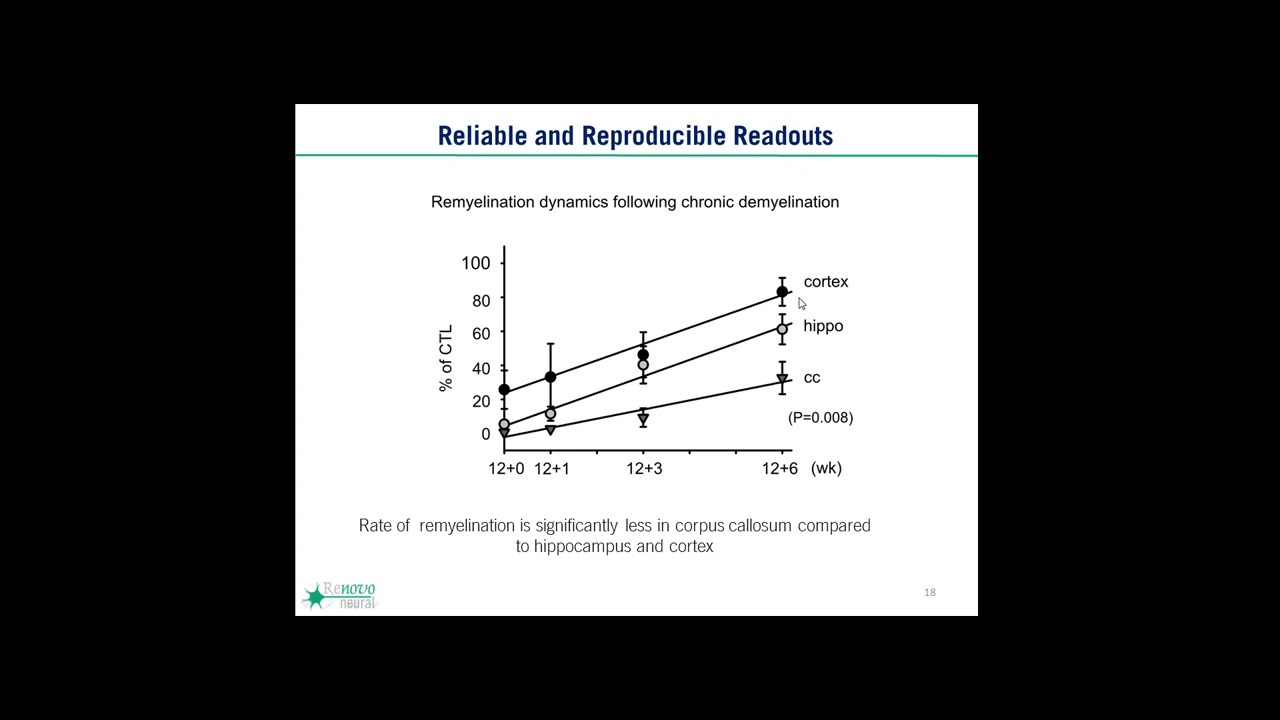 Reliable and Reproducible Readouts
Remyelination dynamics following chronic demyelination
% of CTL
100
80
60
40
20
0
cortex
hippo
cc
(P=0.008)
12+0 12+1 12+3 12+6 (wk)
Rate of remyelination is significantly less in corpus callosum compared
to hippocampus and cortex
Renovo
neural
18